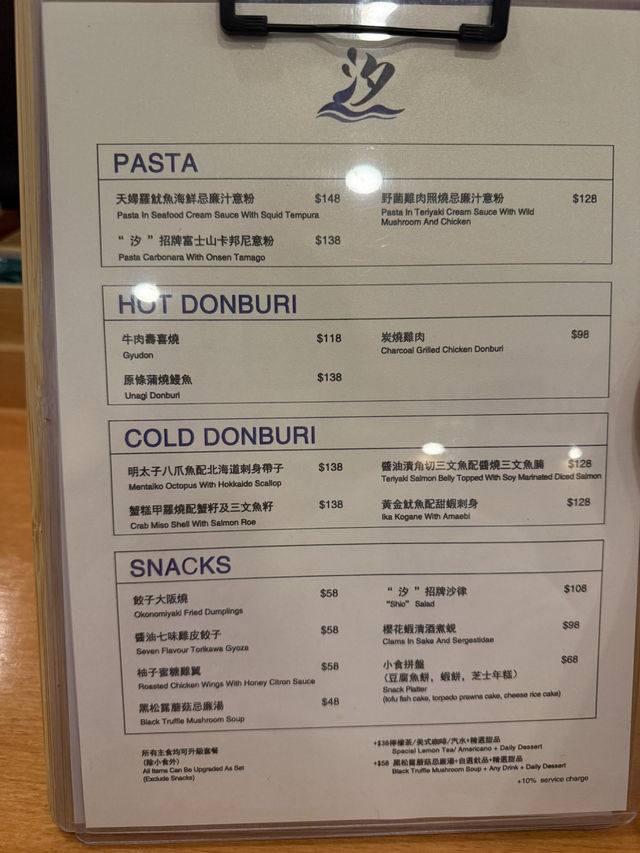 汐
PASTA
天婦羅魷魚海鮮忌廉汁意粉 $148
Pasta In Seafood Cream Sauce With Squid Tempura
“ 汐 ” 招牌富士山卡邦尼意粉 $138
Pasta Carbonara With Onsen Tamago
野菌雞肉照燒忌廉汁意粉 $128
Pasta In Teriyaki Cream Sauce With Wild
Mushroom And Chicken
HOT DONBURI
牛肉壽喜燒 $118
Gyudon
原條蒲燒鰻魚 $138
Unagi Donburi
炭燒雞肉 $98
Charcoal Grilled Chicken Donburi
COLD DONBURI
明太子八爪魚配北海道刺身帶子 $138
Mentaiko Octopus With Hokkaido Scallop
蟹糕甲羅燒配蟹籽及三文魚籽 $138
Crab Miso Shell With Salmon Roe
醬油漬角切三文魚配醬燒三文魚腩 $128
Teriyaki Salmon Belly Topped With Soy Marinated Diced Salmon
黃金魷魚配甜蝦刺身 $128
Ika Kogane With Amaebi
SNACKS
餃子大阪燒 $58
Okonomiyaki Fried Dumplings
醬油七味雞皮餃子 $58
Seven Flavour Torikawa Gyoza
柚子蜜糖雞翼 $58
Roasted Chicken Wings With Honey Citron Sauce
黑松露蘑菇忌廉湯 $48
Black Truffle Mushroom Soup
“ 汐 ” 招牌沙律 $108
“Shio” Salad
櫻花蝦清酒煮蜆 $98
Clams In Sake And Sergestidae
小食拼盤 $68
（豆腐魚餅，蝦餅，芝士年糕）
Snack Platter
(tofu fish cake, torpedo prawns cake, cheese rice cake)
所有主食均可升級套餐
(除小食外)
All Items Can Be Upgraded As Set
(Exclude Snacks)
+$38檸檬茶/美式咖啡/汽水+精選甜品
Special Lemon Tea/ Americano + Daily Dessert
+$58 黑松露蘑菇忌廉湯+自選飲品+精選甜品
Black Truffle Mushroom Soup + Any Drink + Daily Dessert
+10% service charge